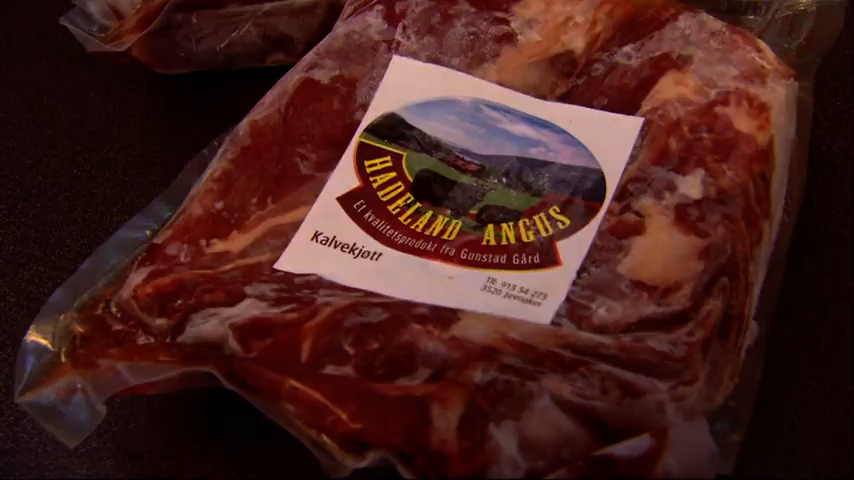 HADELAND ANGUS
Et kvalitetsprodukt fra Gunstad Gård
Kalvekjøtt
Tlf. 913 54 273
3520 Jevnaker